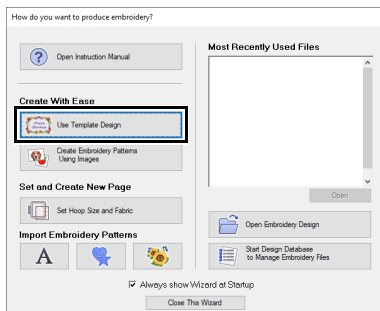 How do you want to produce embroidery?
Open Instruction Manual
Create With Ease
Happy Birthday
Use Template Design
Create Embroidery Patterns
Using Images
Set and Create New Page
Set Hoop Size and Fabric
Import Embroidery Patterns
A
Most Recently Used Files
Open
Open Embroidery Design
Start Design Database
to Manage Embroidery Files
Always show Wizard at Startup
Close This Wizard